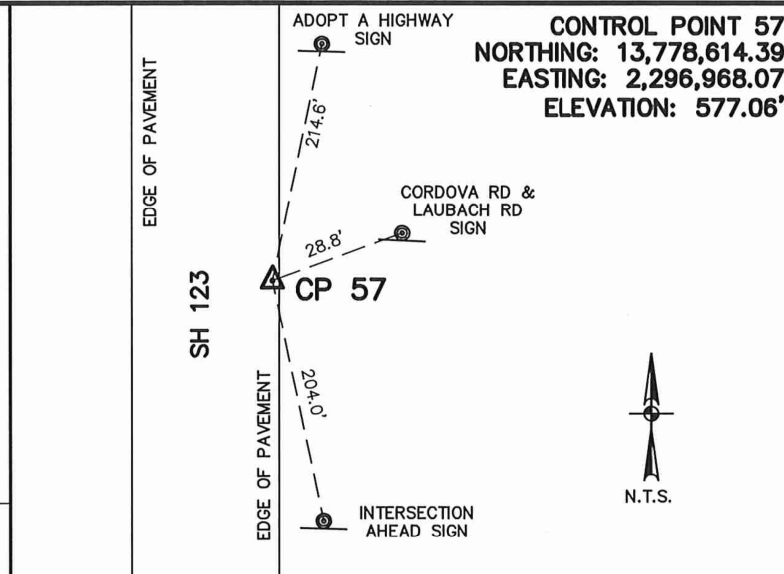 ADOPT A HIGHWAY
SIGN
CONTROL POINT 57
NORTHING: 13,778,614.39
EASTING: 2,296,968.07
ELEVATION: 577.06'
EDGE OF PAVEMENT
214.6'
CORDOVA RD &
LAUBACH RD
SIGN
28.8'
CP 57
SH 123
204.0'
EDGE OF PAVEMENT
INTERSECTION
AHEAD SIGN
N.T.S.